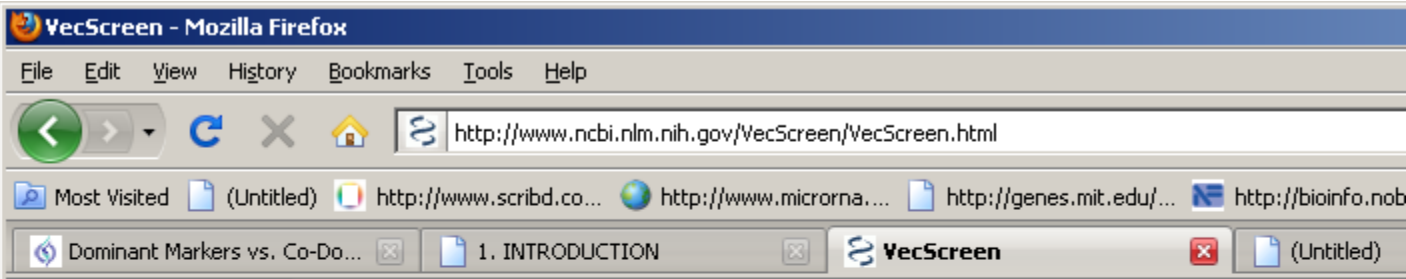 VecScreen - Mozilla Firefox
File Edit View History Bookmarks Tools Help
http://www.ncbi.nlm.nih.gov/VecScreen/VecScreen.html
Most Visited (Untitled) http://www.scribd.co... http://www.microrna.... http://genes.mit.edu/... http://bioinfo.nob
Dominant Markers vs. Co-Do... 1. INTRODUCTION VecScreen (Untitled)